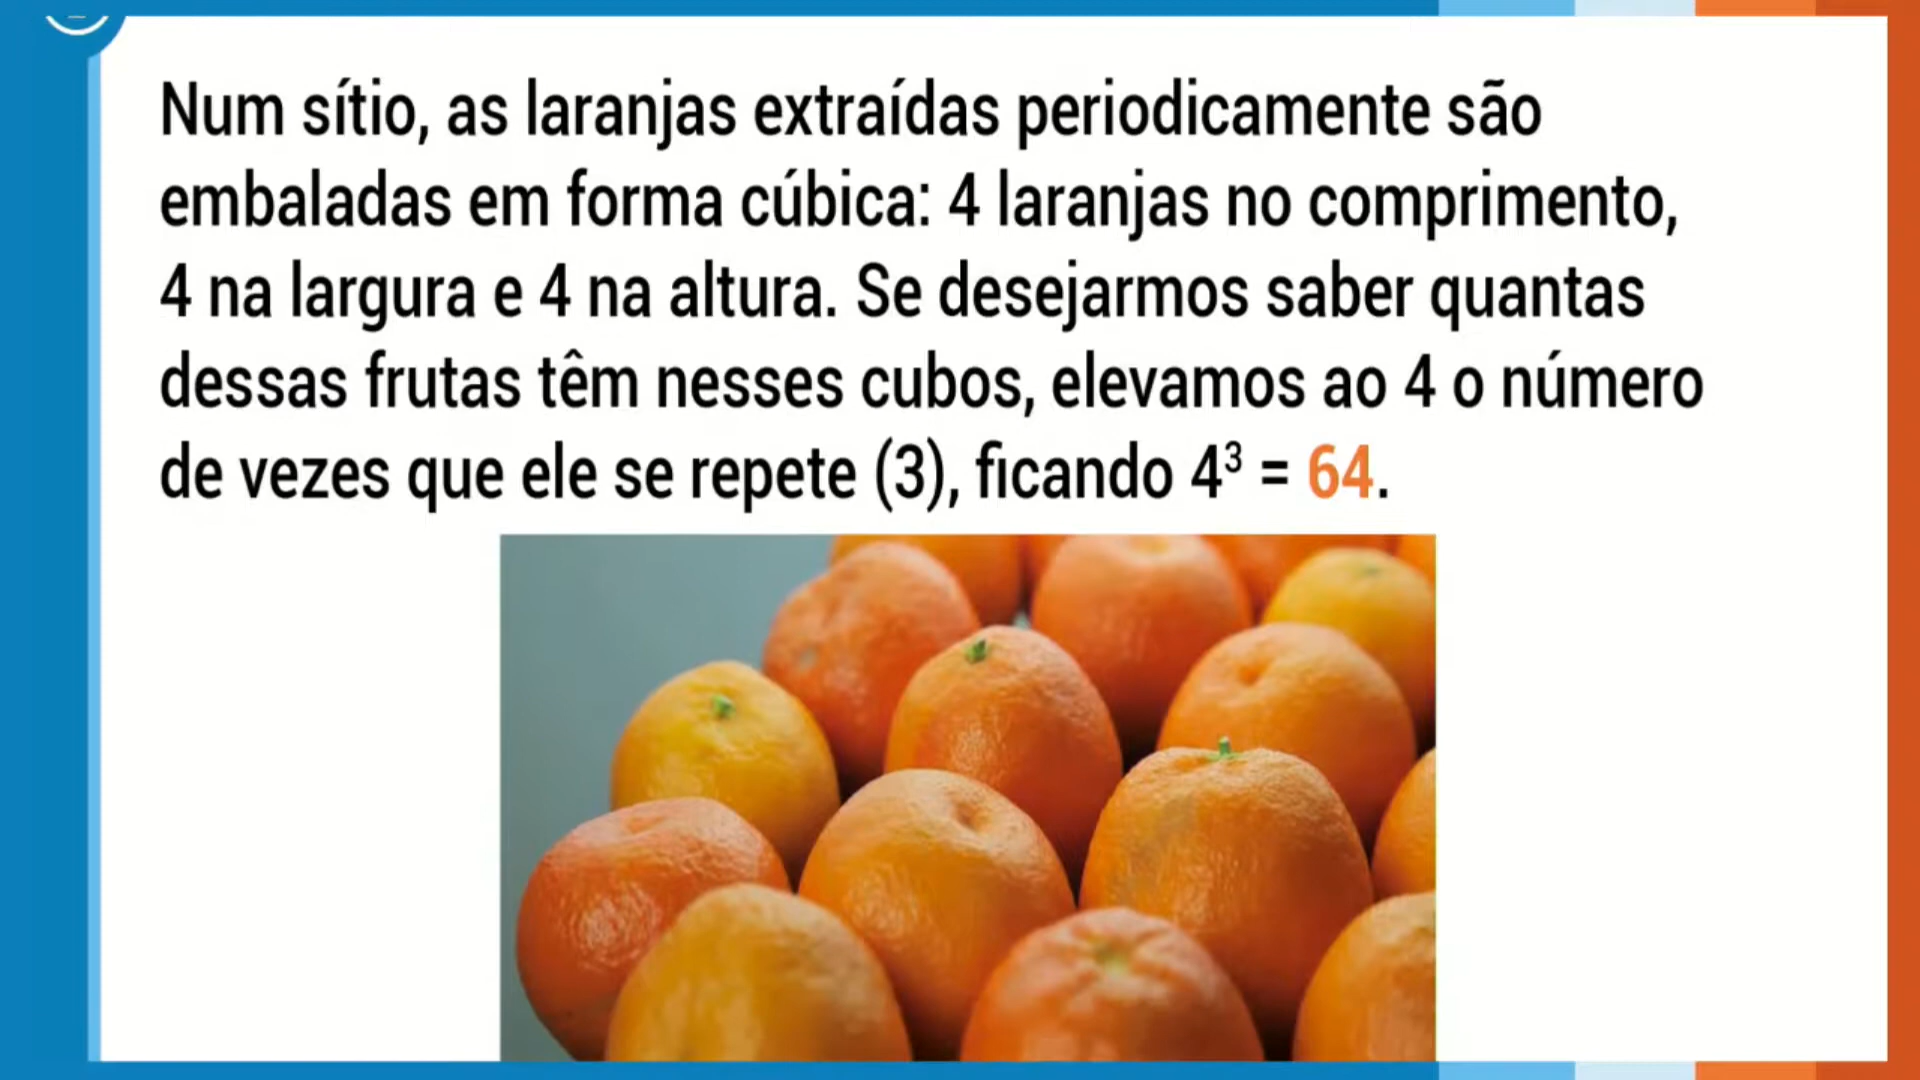 Num sítio, as laranjas extraídas periodicamente são
embaladas em forma cúbica: 4 laranjas no comprimento,
4 na largura e 4 na altura. Se desejarmos saber quantas
dessas frutas têm nesses cubos, elevamos ao 4 o número
de vezes que ele se repete (3), ficando 4³ = 64.